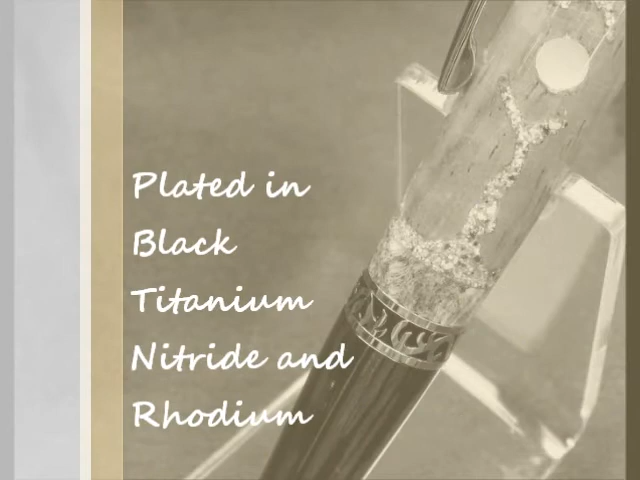 Plated in
Black
Titanium
Nitride and
Rhodium